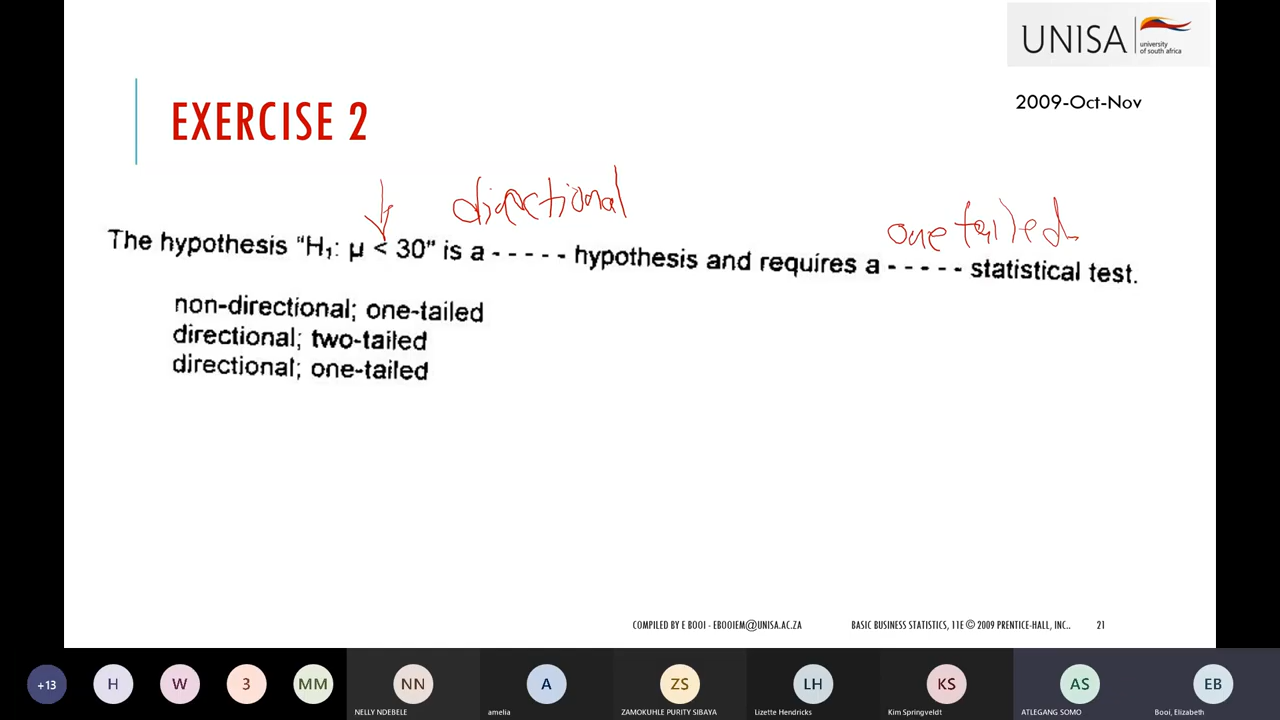 UNISA
university
of south africa
2009-Oct-Nov
EXERCISE 2
directional
one tailed
The hypothesis "H₁: μ < 30" is a - - - - - hypothesis and requires a - - - - - statistical test.
non-directional; one-tailed
directional; two-tailed
directional; one-tailed
COMPILED BY E BOOI - EBOOIEM@UNISA.AC.ZA
BASIC BUSINESS STATISTICS, 11E © 2009 PRENTICE-HALL, INC..
21
+13
H
W
3
MM
NN
A
ZS
LH
KS
AS
EB
NELLY NDEBELE
amelia
ZAMOKUHLE PURITY SIBAYA
Lizette Hendricks
Kim Springveldt
ATLEGANG SOMO
Booi, Elizabeth